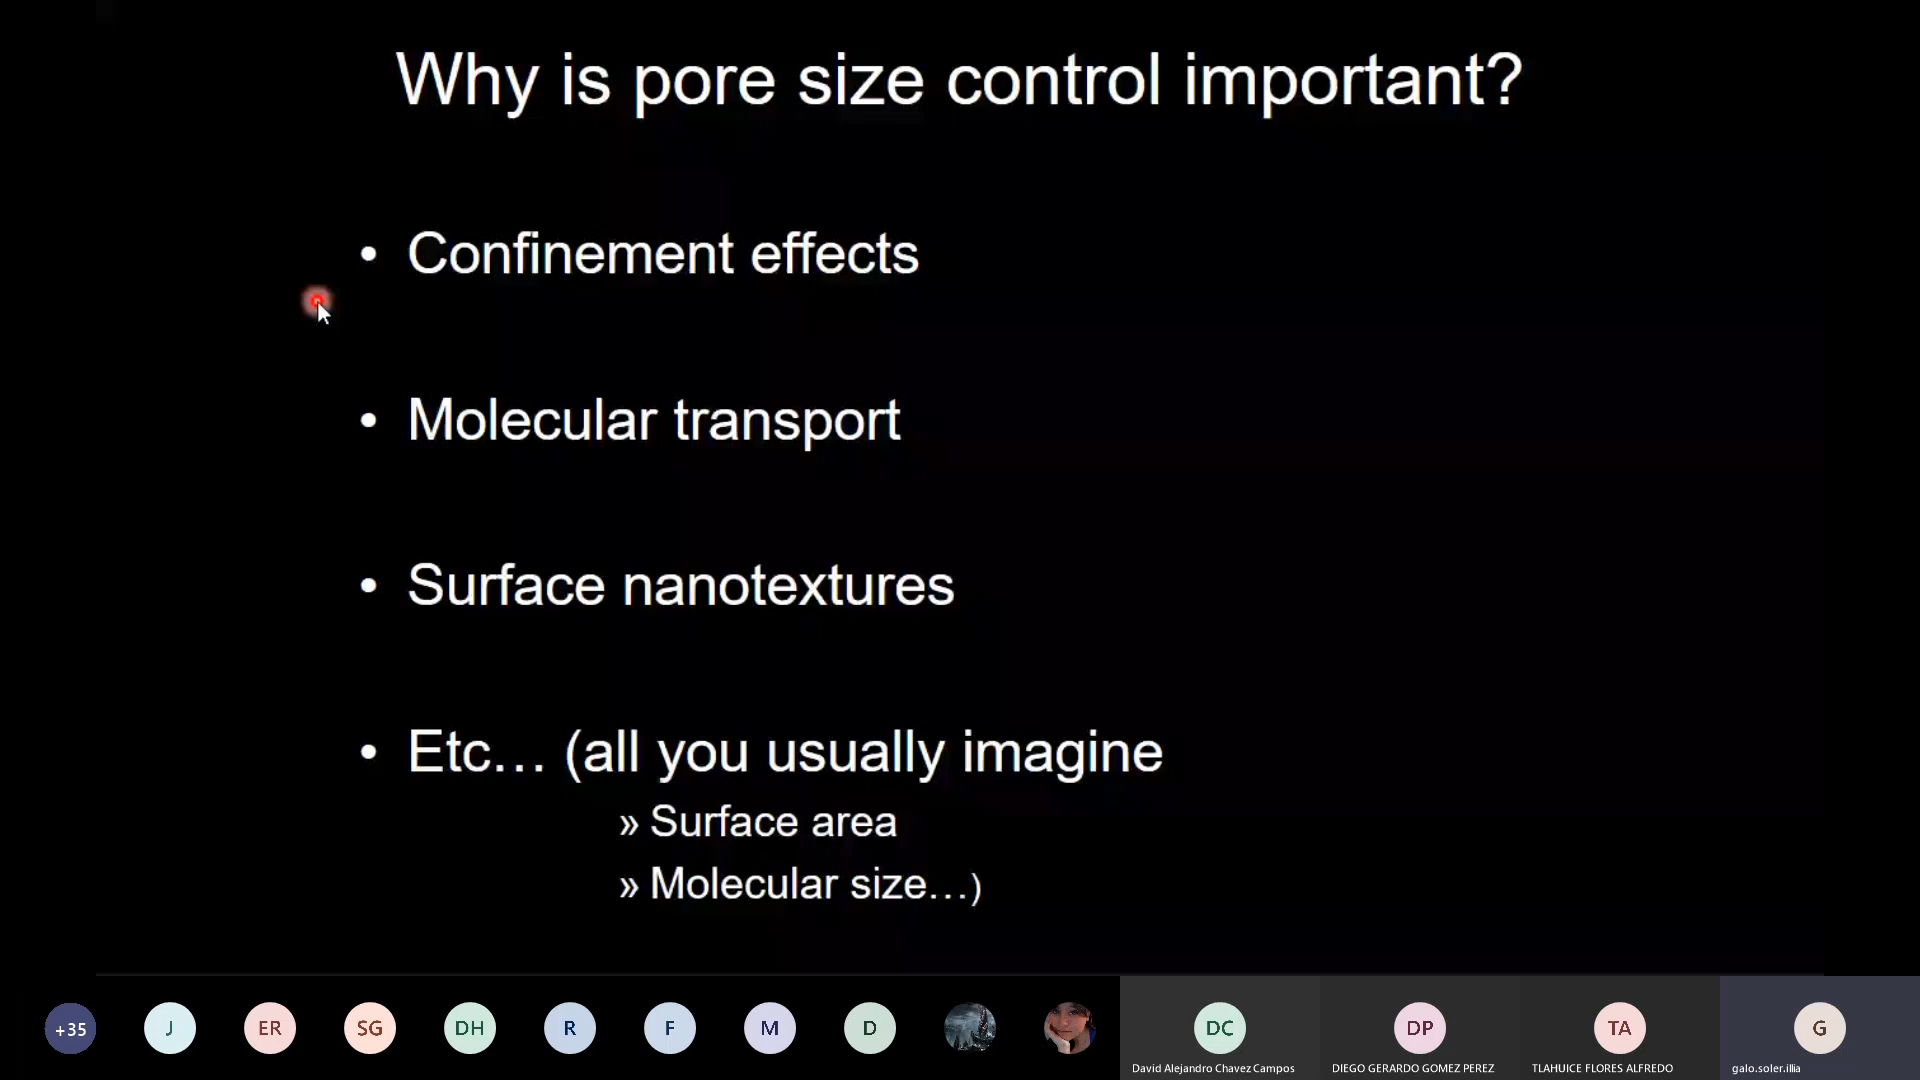 Why is pore size control important?
• Confinement effects
• Molecular transport
• Surface nanotextures
• Etc… (all you usually imagine
» Surface area
» Molecular size…)
+35 J ER SG DH R F M D DC DP TA G
David Alejandro Chavez Campos DIEGO GERARDO GOMEZ PEREZ TLAHUICE FLORES ALFREDO galo.soler.illia